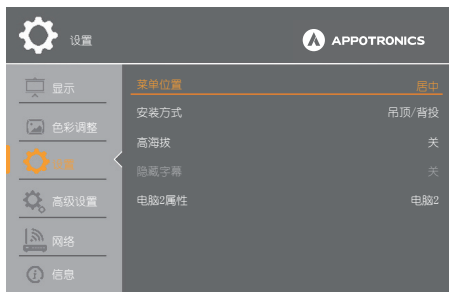 设置
APPOTRONICS
显示
色彩调整
设置
高级设置
网络
信息
菜单位置 居中
安装方式 吊顶/背投
高海拔 关
隐藏字幕 关
电脑2属性 电脑2